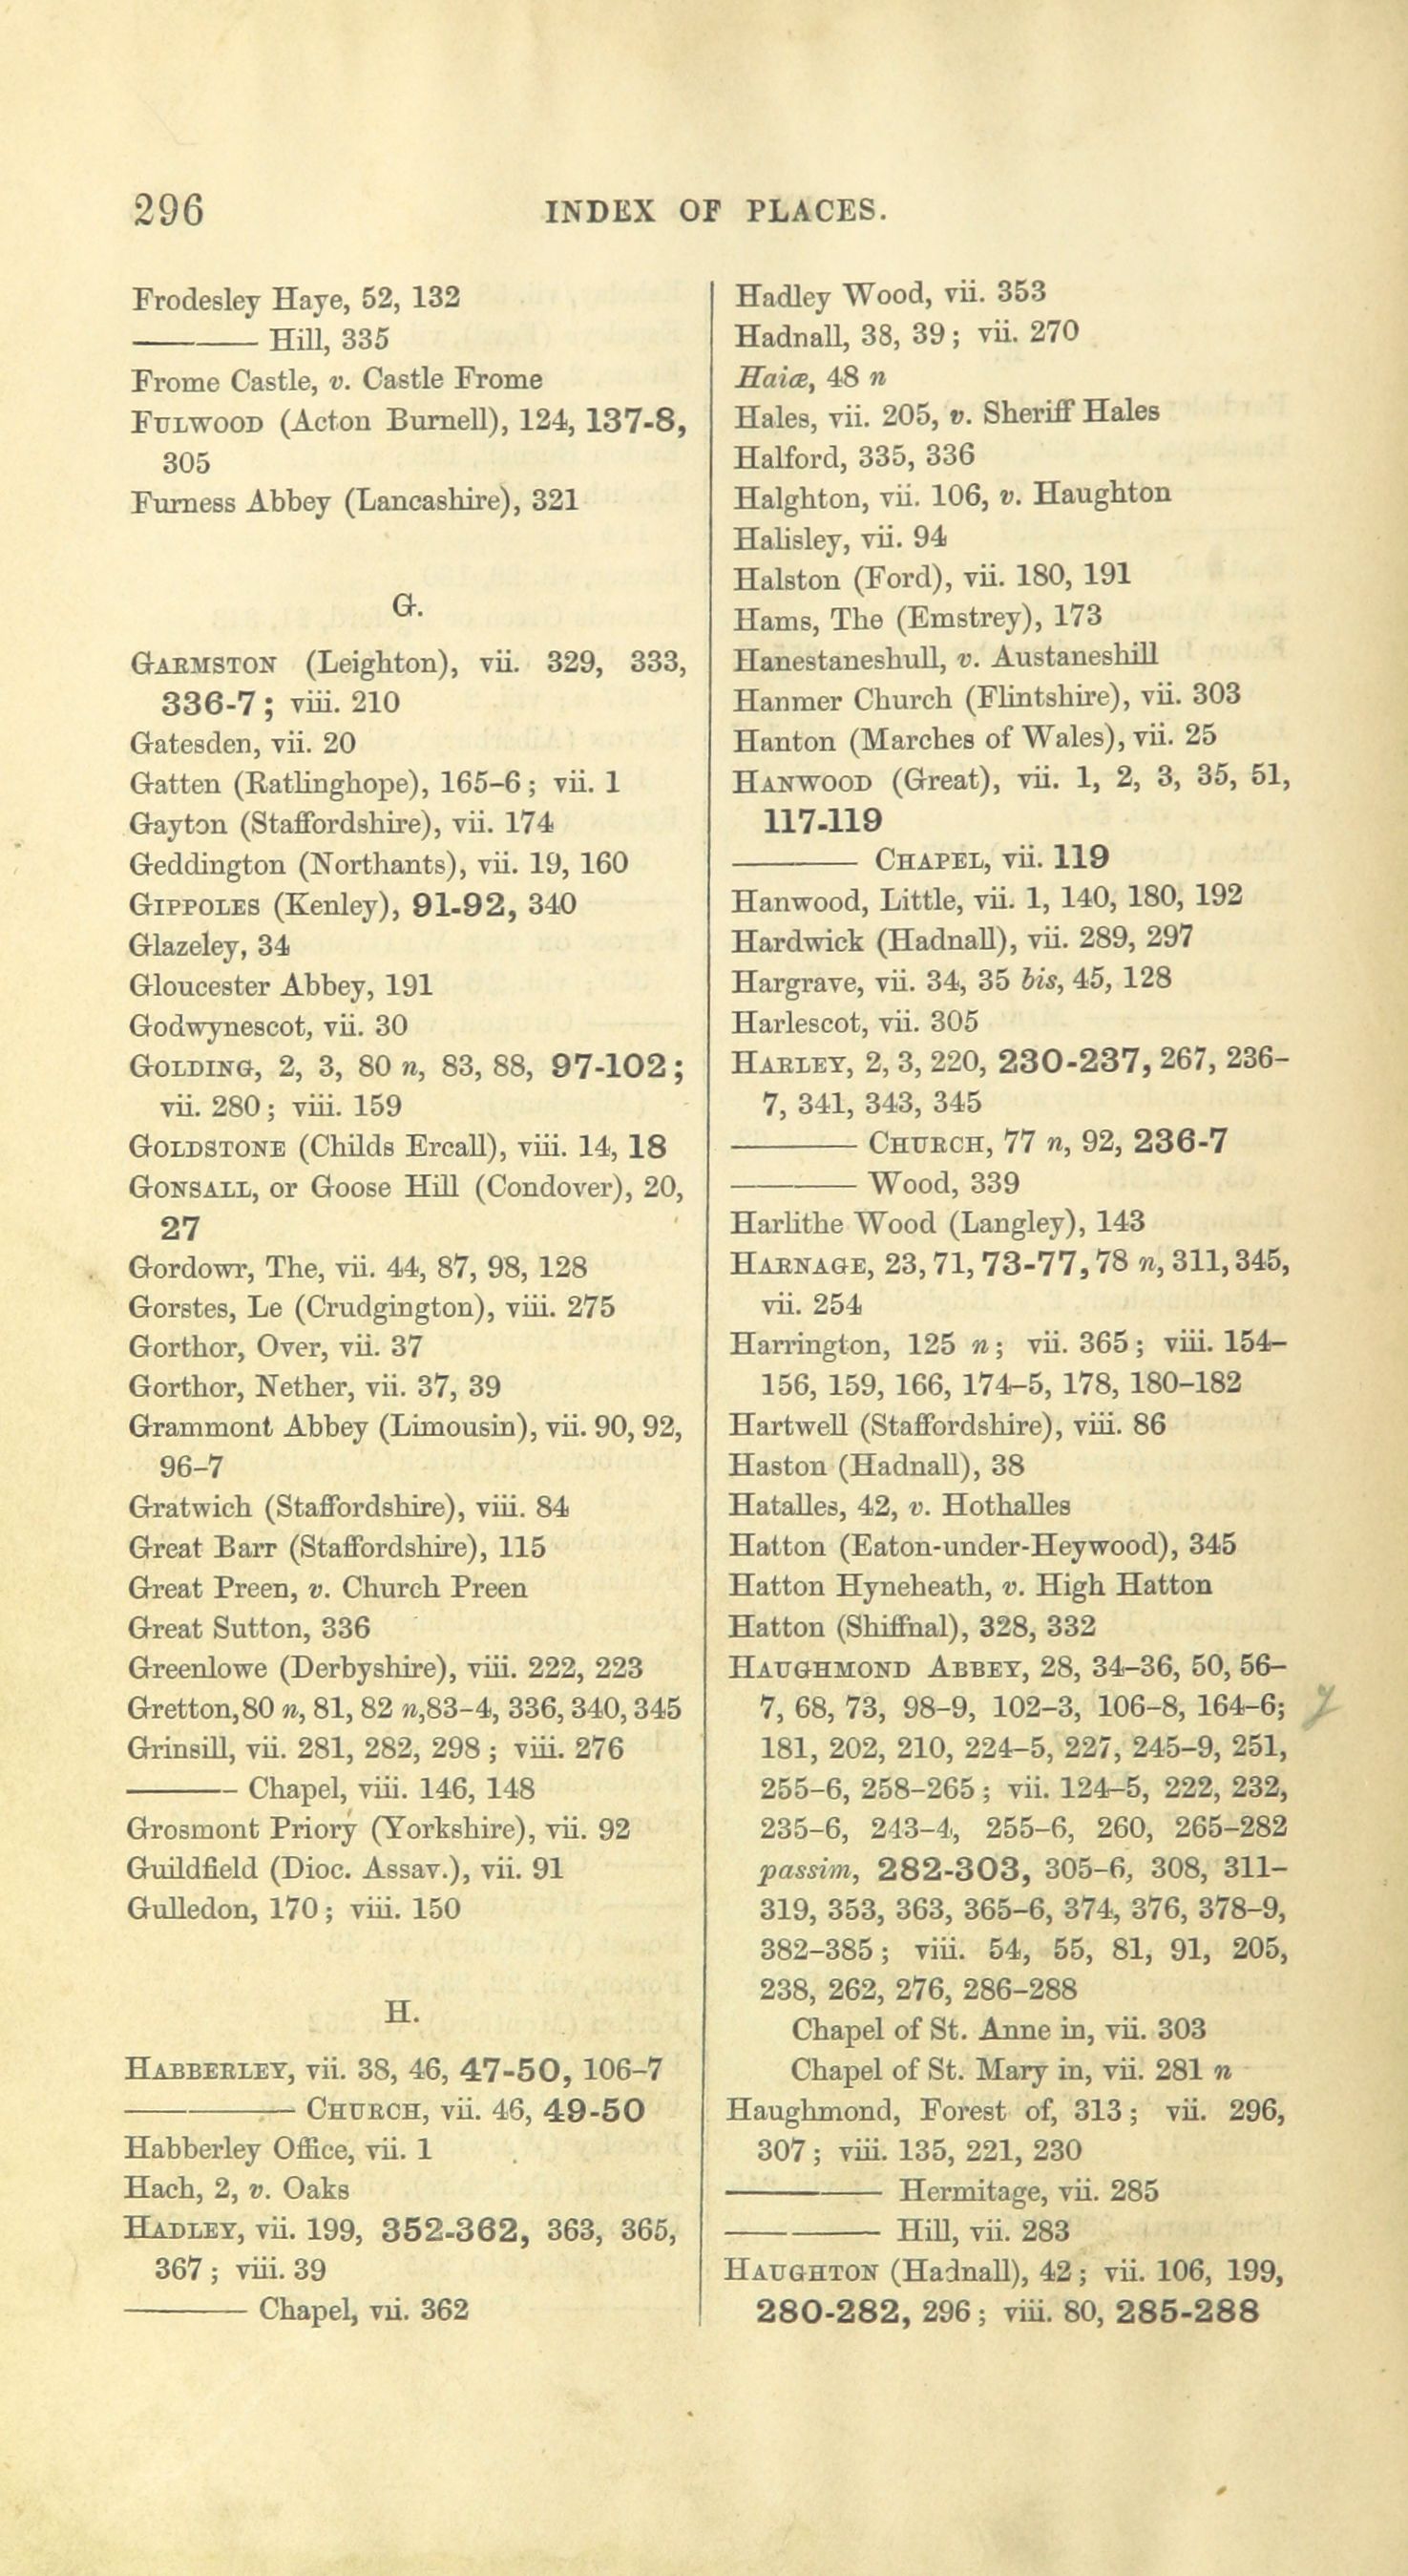 296
INDEX OF PLACES.
Frodesley Haye, 52, 132
——— Hill, 335
Frome Castle, v. Castle Frome
FULWOOD (Acton Burnell), 124, 137-8,
305
Furness Abbey (Lancashire), 321
G.
GARMSTON (Leighton), vii. 329, 333,
336-7; viii. 210
Gatesden, vii. 20
Gatten (Ratlinghope), 165-6; vii. 1
Gayton (Staffordshire), vii. 174
Geddington (Northants), vii. 19, 160
GIPPOLES (Kenley), 91-92, 340
Glazeley, 34
Gloucester Abbey, 191
Godwynescot, vii. 30
GOLDING, 2, 3, 80 n, 83, 88, 97-102;
vii. 280; viii. 159
GOLDSTONE (Childs Ercall), viii. 14, 18
GONSALL, or Goose Hill (Condover), 20,
27
Gordowr, The, vii. 44, 87, 98, 128
Gorstes, Le (Crudgington), viii. 275
Gorthor, Over, vii. 37
Gorthor, Nether, vii. 37, 39
Grammont Abbey (Limousin), vii. 90, 92,
96-7
Gratwich (Staffordshire), viii. 84
Great Barr (Staffordshire), 115
Great Preen, v. Church Preen
Great Sutton, 336
Greenlowe (Derbyshire), viii. 222, 223
Gretton, 80 n, 81, 82 n, 83-4, 336, 340, 345
Grinsill, vii. 281, 282, 298; viii. 276
——— Chapel, viii. 146, 148
Grosmont Priory (Yorkshire), vii. 92
Guildfield (Dioc. Assav.), vii. 91
Gulledon, 170; viii. 150
H.
HABBERLEY, vii. 38, 46, 47-50, 106-7
——— CHURCH, vii. 46, 49-50
Habberley Office, vii. 1
Hach, 2, v. Oaks
HADLEY, vii. 199, 352-362, 363, 365,
367; viii. 39
——— Chapel, vii. 362
Hadley Wood, vii. 353
Hadnall, 38, 39; vii. 270
Haiæ, 48 n
Hales, vii. 205, v. Sheriff Hales
Halford, 335, 336
Halghton, vii. 106, v. Haughton
Halisley, vii. 94
Halston (Ford), vii. 180, 191
Hams, The (Emstrey), 173
Hanestaneshull, v. Austaneshill
Hanmer Church (Flintshire), vii. 303
Hanton (Marches of Wales), vii. 25
HANWOOD (Great), vii. 1, 2, 3, 35, 51,
117-119
——— CHAPEL, vii. 119
Hanwood, Little, vii. 1, 140, 180, 192
Hardwick (Hadnall), vii. 289, 297
Hargrave, vii. 34, 35 bis, 45, 128
Harlescot, vii. 305
HARLEY, 2, 3, 220, 230-237, 267, 236-
7, 341, 343, 345
——— CHURCH, 77 n, 92, 236-7
——— Wood, 339
Harlithe Wood (Langley), 143
HARNAGE, 23, 71, 73-77, 78 n, 311, 345,
vii. 254
Harrington, 125 n; vii. 365; viii. 154-
156, 159, 166, 174-5, 178, 180-182
Hartwell (Staffordshire), viii. 86
Haston (Hadnall), 38
Hatalles, 42, v. Hothalles
Hatton (Eaton-under-Heywood), 345
Hatton Hyneheath, v. High Hatton
Hatton (Shiffnal), 328, 332
HAUGHMOND ABBEY, 28, 34-36, 50, 56-
7, 68, 73, 98-9, 102-3, 106-8, 164-6;
181, 202, 210, 224-5, 227, 245-9, 251,
255-6, 258-265; vii. 124-5, 222, 232,
235-6, 243-4, 255-6, 260, 265-282
passim, 282-303, 305-6, 308, 311-
319, 353, 363, 365-6, 374, 376, 378-9,
382-385; viii. 54, 55, 81, 91, 205,
238, 262, 276, 286-288
Chapel of St. Anne in, vii. 303
Chapel of St. Mary in, vii. 281 n
Haughmond, Forest of, 313; vii. 296,
307; viii. 135, 221, 230
——— Hermitage, vii. 285
——— Hill, vii. 283
HAUGHTON (Hadnall), 42; vii. 106, 199,
280-282, 296; viii. 80, 285-288